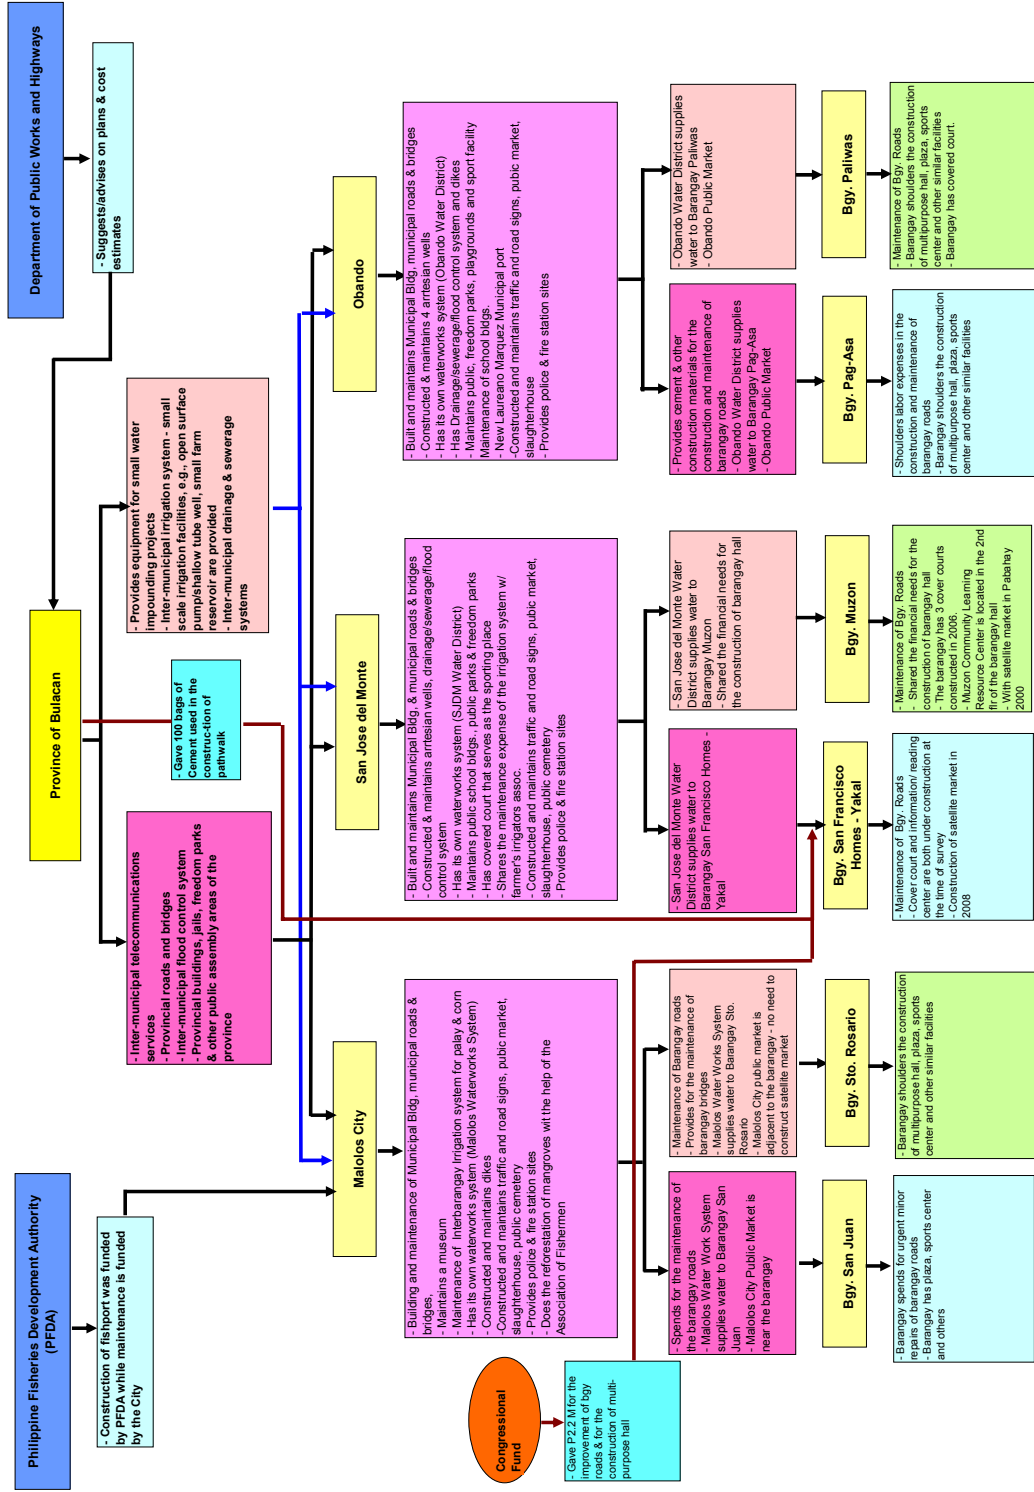 Philippine Fisheries Development Authority
(PFDA)
- Construction of fishport was funded
by PFDA while maintenance is funded
by the City
Province of Bulacan
Department of Public Works and Highways
- Suggests/advises on plans & cost
estimates
- Inter-municipal telecommunications
services
- Provincial roads and bridges
- Inter-municipal flood control system
- Provincial buildings, jails, freedom parks
& other public assembly areas of the
province
- Gave 100 bags of
Cement used in the
construc-tion of
pathwalk
- Provides equipment for small water
impounding projects
- Inter-municipal irrigation system - small
scale irrigation facilities, e.g., open surface
pump/shallow tube well, small farm
reservoir are provided
- Inter-municipal drainage & sewerage
systems
Malolos City
San Jose del Monte
Obando
- Building and maintenance of Municipal Bldg, municipal roads &
bridges,
- Maintains a museum
- Maintenance of Interbarangay Irrigation system for palay & corn
- Has its own waterworks system (Malolos Waterworks System)
- Constructed and maintains dikes
-Constructed and maintains traffic and road signs, pubic market,
slaughterhouse, public cemetery
- Provides police & fire station sites
- Does the reforestation of mangroves wit the help of the
Association of Fishermen
- Built and maintains Municipal Bldg, & municipal roads & bridges
- Constructed & maintains artesian wells, drainage/sewerage/flood
control system
- Has its own waterworks system (SJDM Water District)
- Maintains public school bldgs., public parks & freedom parks
- Has covered court that serves as the sporting place
- Shares the maintenance expense of the irrigation system w/
farmer's irrigators assoc.
- Constructed and maintains traffic and road signs, pubic market,
slaughterhouse, public cemetery
- Provides police & fire station sites
- Built and maintains Municipal Bldg, municipal roads & bridges
- Constructed & maintains 4 arrtesian wells
- Has its own waterworks system (Obando Water District)
- Has Drainage/sewerage/flood control system and dikes
- Maintains public, freedom parks, playgrounds and sport facility
Maintenance of school bldgs.
- New Laureano Marquez Municipal port
-Constructed and maintains traffic and road signs, pubic market,
slaughterhouse
- Provides police & fire station sites
Congressional
Fund
- Gave P2.2 M for the
improvement of bgy
roads & for the
construction of multi-
purpose hall
- Spends for the maintenance of
the barangay roads
- Malolos Water Work System
supplies water to Barangay San
Juan
- Malolos City Public Market is
near the barangay
- Maintenance of Barangay roads
- Provides for the maintenance of
barangay bridges
- Malolos Water Works System
supplies water to Barangay Sto.
Rosario
- Malolos City public market is
adjacent to the barangay - no need to
construct satellite market
- San Jose del Monte Water
District supplies water to
Barangay San Francisco Homes -
Yakal
- San Jose del Monte Water
District supplies water to
Barangay Muzon
- Shared the financial needs for
the construction of barangay hall
- Provides cement & other
construction materials for the
construction and maintenance of
barangay roads
- Obando Water District supplies
water to Barangay Pag-Asa
- Obando Public Market
- Obando Water District supplies
water to Barangay Paliwas
- Obando Public Market
Bgy. San Juan
Bgy. Sto. Rosario
Bgy. San Francisco
Homes - Yakal
Bgy. Muzon
Bgy. Pag-Asa
Bgy. Paliwas
- Barangay spends for urgent minor
repairs of barangay roads
- Barangay has plaza, sports center
and others
- Barangay shoulders the construction
of multipurpose hall, plaza, sports
center and other similar facilities
- Maintenance of Bgy. Roads
- Cover court and information/ reading
center are both under construction at
the time of survey
- Construction of satellite market in
2008
- Maintenance of Bgy. Roads
- Shared the financial needs for the
construction of barangay hall
- The barangay has 3 cover courts
constructed in 2006.
- Muzon Community Learning
Resource Center is located in the 2nd
flr of the barangay hall
- With satellite market in Pabahay
2000
- Shoulders labor expenses in the
construction and maintenance of
barangay roads
- Barangay shoulders the construction
of multipurpose hall, plaza, sports
center and other similar facilities
- Maintenance of Bgy. Roads
- Barangay shoulders the construction
of multipurpose hall, plaza, sports
center and other similar facilities
- Barangay has covered court.